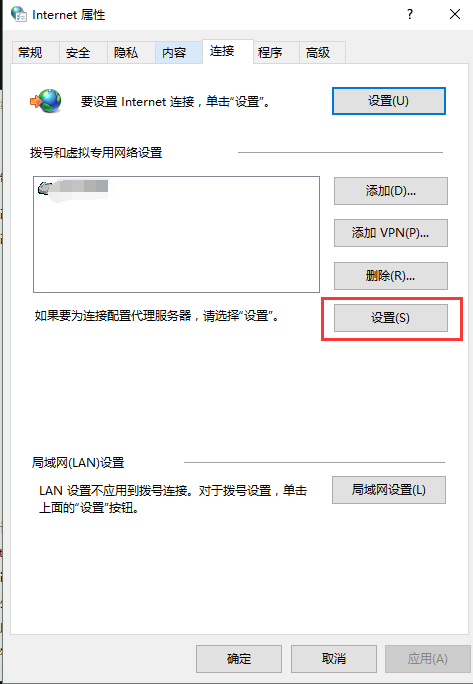 Internet 属性
常规
安全
隐私
内容
连接
程序
高级
要设置 Internet 连接，单击“设置”。
设置(U)
拨号和虚拟专用网络设置
添加(D)...
添加 VPN(P)...
删除(R)...
如果要为连接配置代理服务器，请选择“设置”。
设置(S)
局域网(LAN)设置
LAN 设置不应用到拨号连接。对于拨号设置，单击
上面的“设置”按钮。
局域网设置(L)
确定
取消
应用(A)